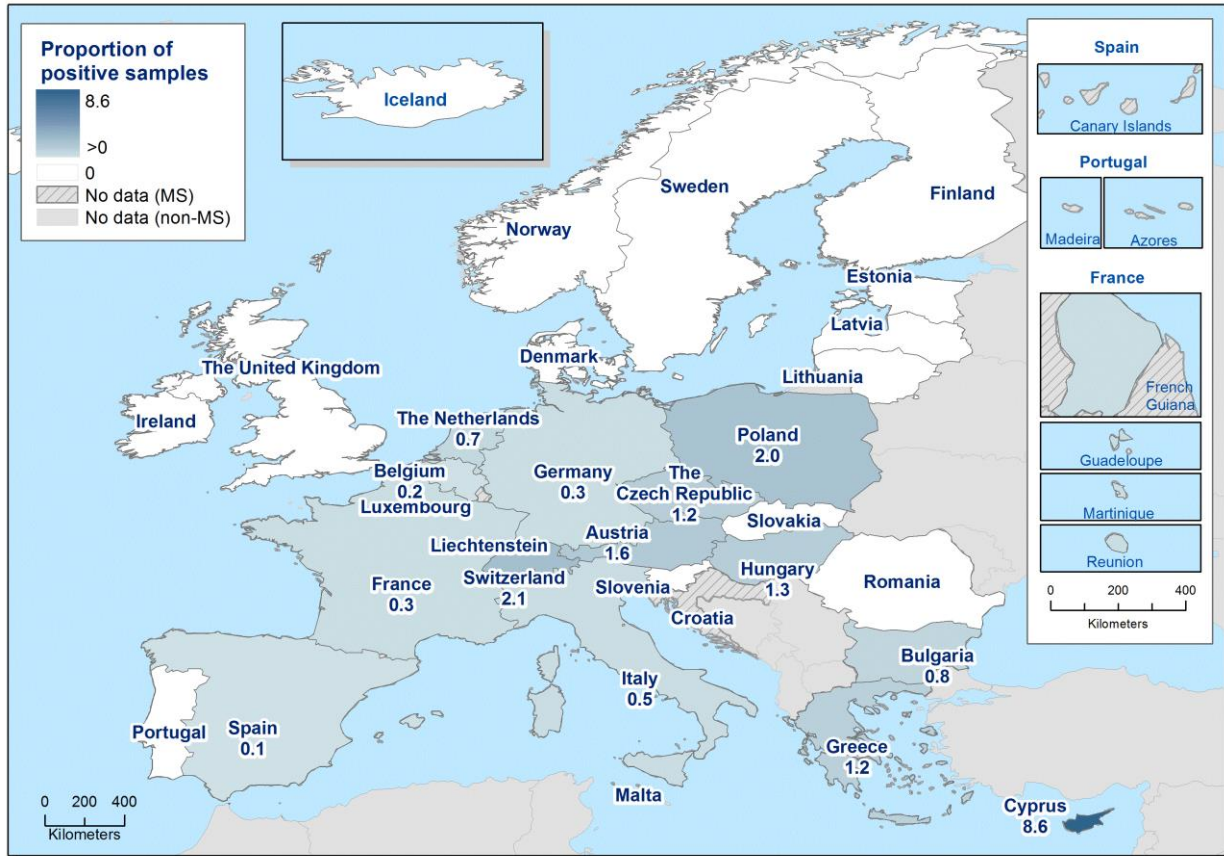 Proportion of
positive samples
8.6
>0
0
No data (MS)
No data (non-MS)
Iceland
Spain
Canary Islands
Portugal
Madeira
Azores
France
French
Guiana
Guadeloupe
Martinique
Reunion
0 200 400
Kilometers
Sweden
Finland
Norway
Estonia
Latvia
Denmark
Lithuania
The United Kingdom
Ireland
The Netherlands
0.7
Poland
2.0
Belgium
0.2
Germany
0.3
The
Czech Republic
1.2
Luxembourg
Slovakia
Austria
1.6
Liechtenstein
Hungary
1.3
Romania
France
0.3
Switzerland
2.1
Slovenia
Croatia
Bulgaria
0.8
Italy
0.5
Portugal
Spain
0.1
Greece
1.2
Malta
Cyprus
8.6
0 200 400
Kilometers